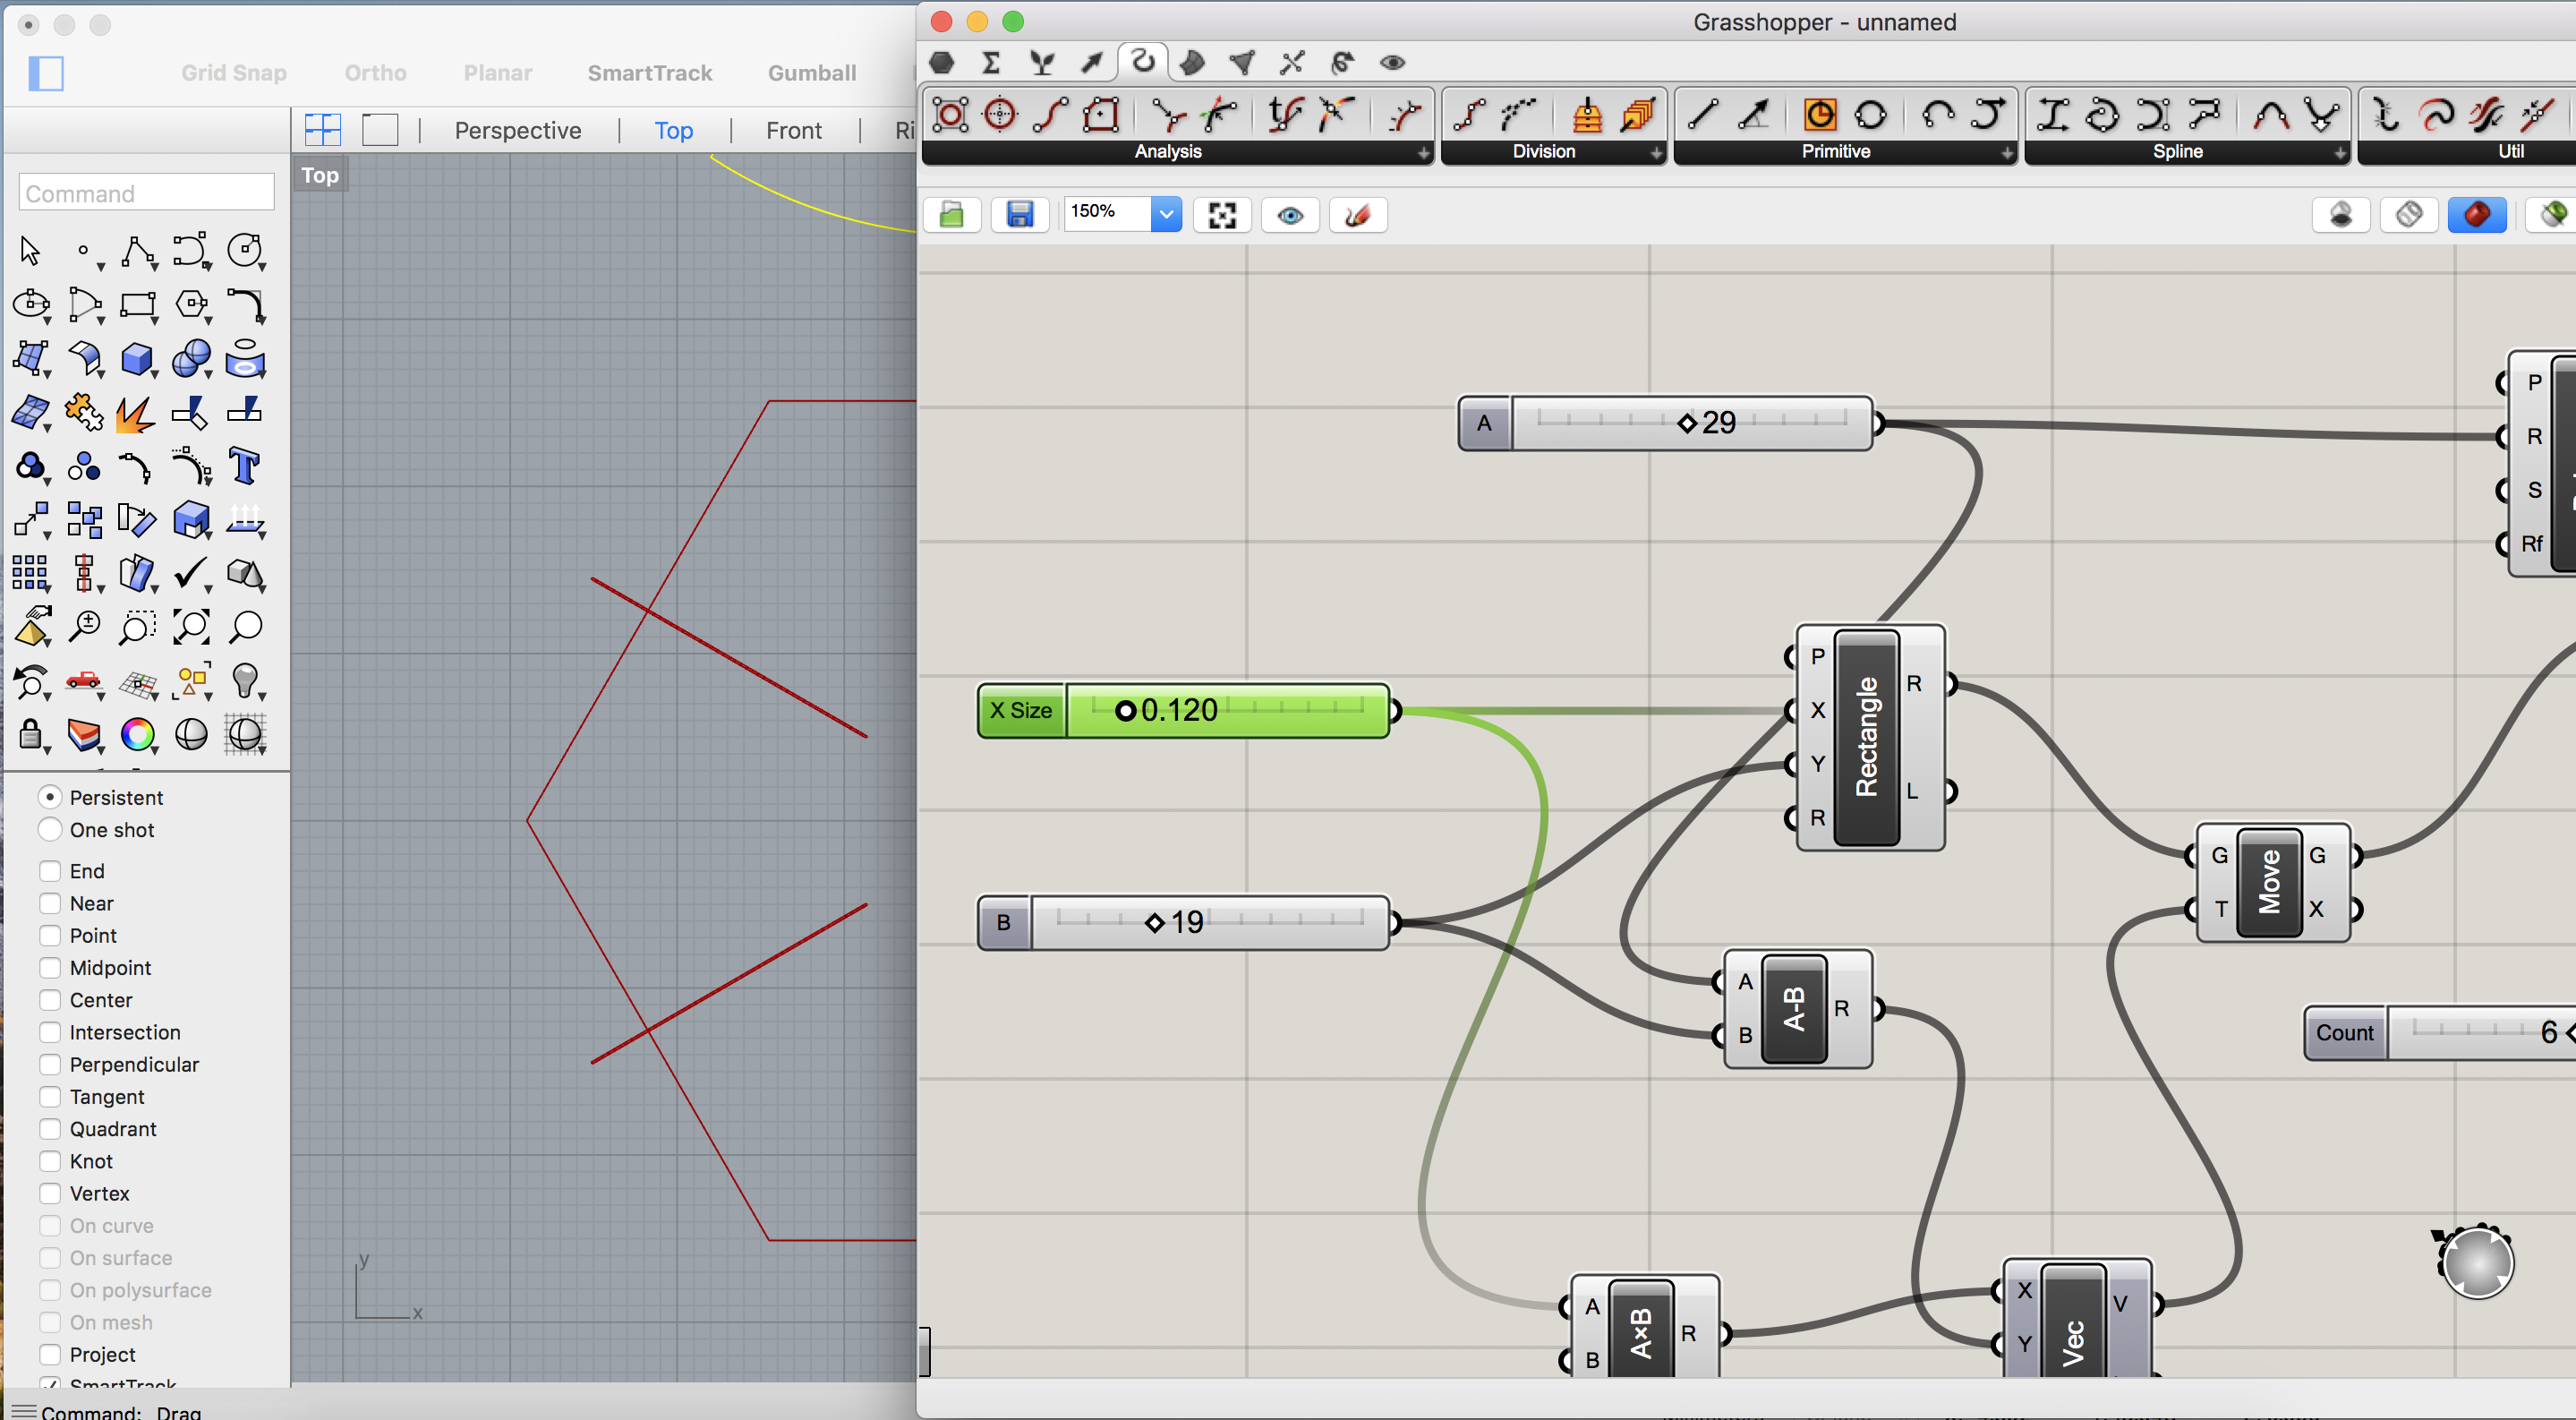 Grid Snap Ortho Planar SmartTrack Gumball
Perspective Top Front
Top
Command
Persistent
One shot
End
Near
Point
Midpoint
Center
Intersection
Perpendicular
Tangent
Quadrant
Knot
Vertex
On curve
On surface
On polysurface
On mesh
Project
SmartTrack
Command: Drag
y
x
Grasshopper - unnamed
Analysis Division Primitive Spline Util
150%
A 29
P
R
S
Rf
X Size 0.120
P
X
Y
R
Rectangle
R
L
B 19
A
B
A-B
R
G
T
Move
G
X
Count 6
A
B
A×B
R
X
Y
Vec
V